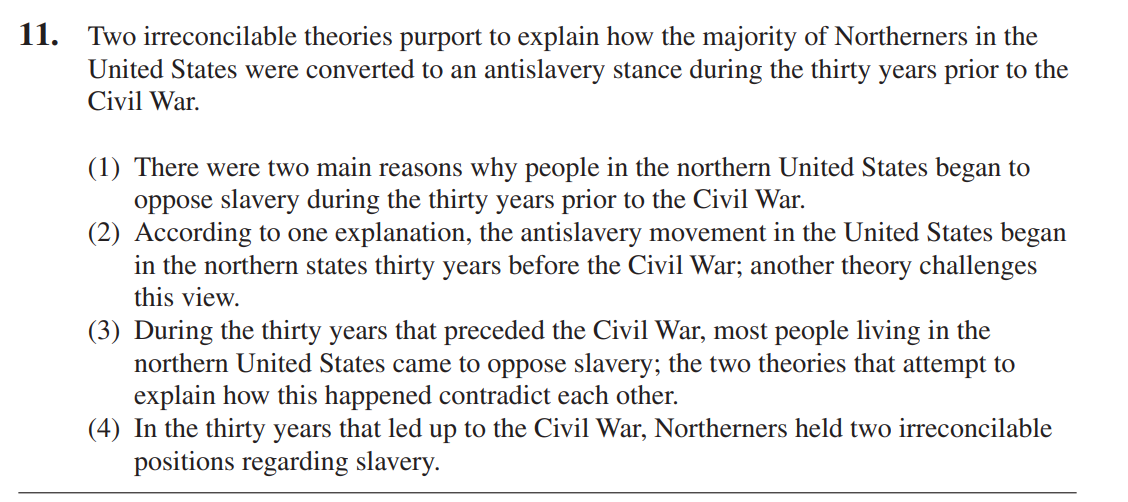 11. Two irreconcilable theories purport to explain how the majority of Northerners in the
United States were converted to an antislavery stance during the thirty years prior to the
Civil War.
(1) There were two main reasons why people in the northern United States began to
oppose slavery during the thirty years prior to the Civil War.
(2) According to one explanation, the antislavery movement in the United States began
in the northern states thirty years before the Civil War; another theory challenges
this view.
(3) During the thirty years that preceded the Civil War, most people living in the
northern United States came to oppose slavery; the two theories that attempt to
explain how this happened contradict each other.
(4) In the thirty years that led up to the Civil War, Northerners held two irreconcilable
positions regarding slavery.